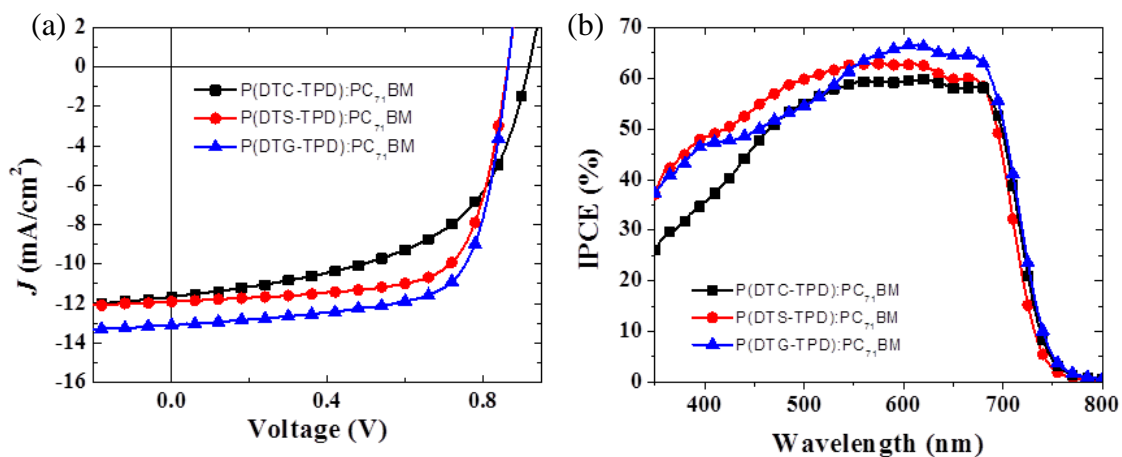 (a)
2
0
-2
-4
-6
-8
-10
-12
-14
-16
J (mA/cm²)
P(DTC-TPD):PC₇₁BM
P(DTS-TPD):PC₇₁BM
P(DTG-TPD):PC₇₁BM
0.0 0.4 0.8
Voltage (V)
(b)
70
60
50
40
30
20
10
0
IPCE (%)
P(DTC-TPD):PC₇₁BM
P(DTS-TPD):PC₇₁BM
P(DTG-TPD):PC₇₁BM
400 500 600 700 800
Wavelength (nm)